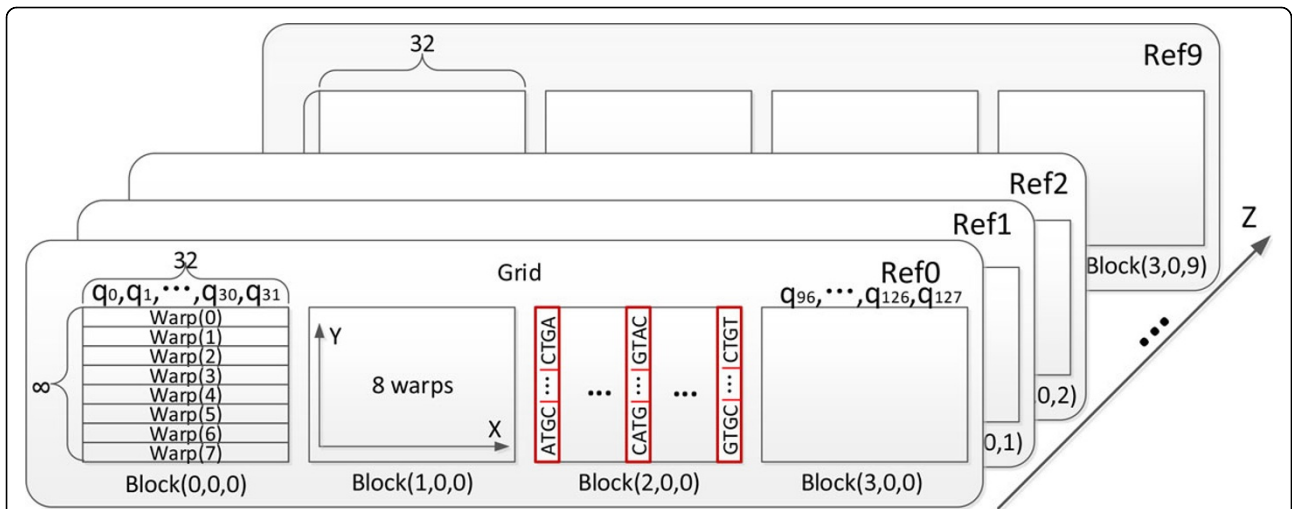 32
Ref9
Ref2
Z
Ref1
Block(3,0,9)
32
Grid
Ref0
q0,q1,...,q30,q31
q96,...,q126,q127
Warp(0)
Warp(1)
Warp(2)
Warp(3)
Warp(4)
Warp(5)
Warp(6)
Warp(7)
8
Y
8 warps
X
ATGC ... CTGA
...
CATG ... GTAC
...
GTGC ... CTGT
...
0,2)
0,1)
Block(0,0,0)
Block(1,0,0)
Block(2,0,0)
Block(3,0,0)